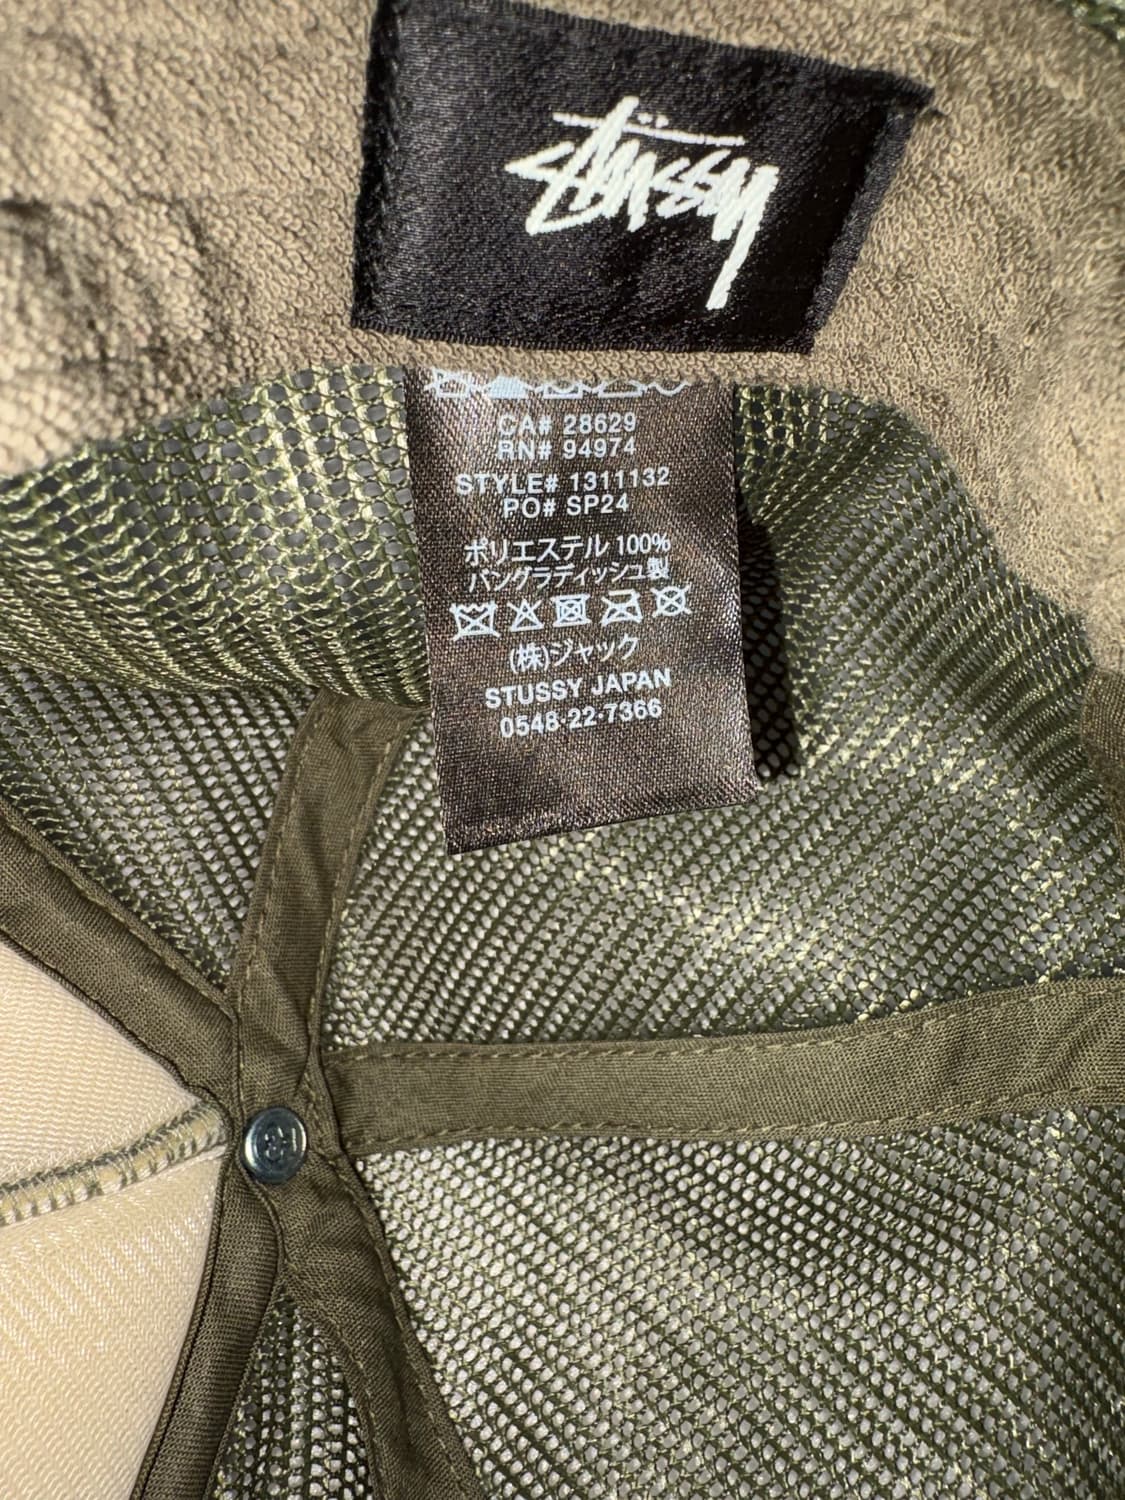 Stüssy
CA# 28629
RN# 94974
STYLE# 1311132
PO# SP24
ポリエステル 100%
バングラディッシュ製
(株)ジャック
STUSSY JAPAN
0548-22-7366